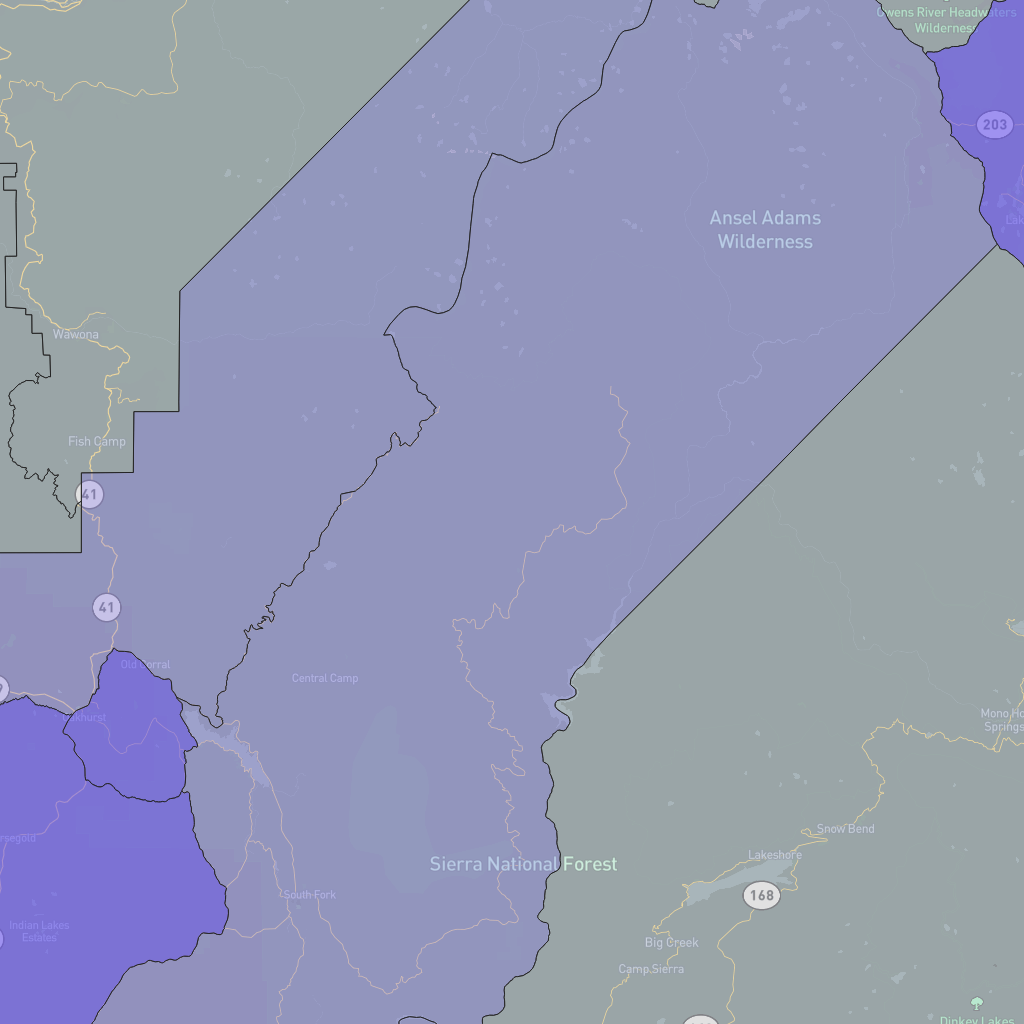 Owens River Headwaters
Wilderness
203
Ansel Adams
Wilderness
Wawona
Fish Camp
41
41
Old Corral
Central Camp
Oakhurst
Mono Ho
Springs
Snow Bend
Lakeshore
Sierra National Forest
168
South Fork
Indian Lakes
Estates
Big Creek
Camp Sierra
Dinkey Lakes